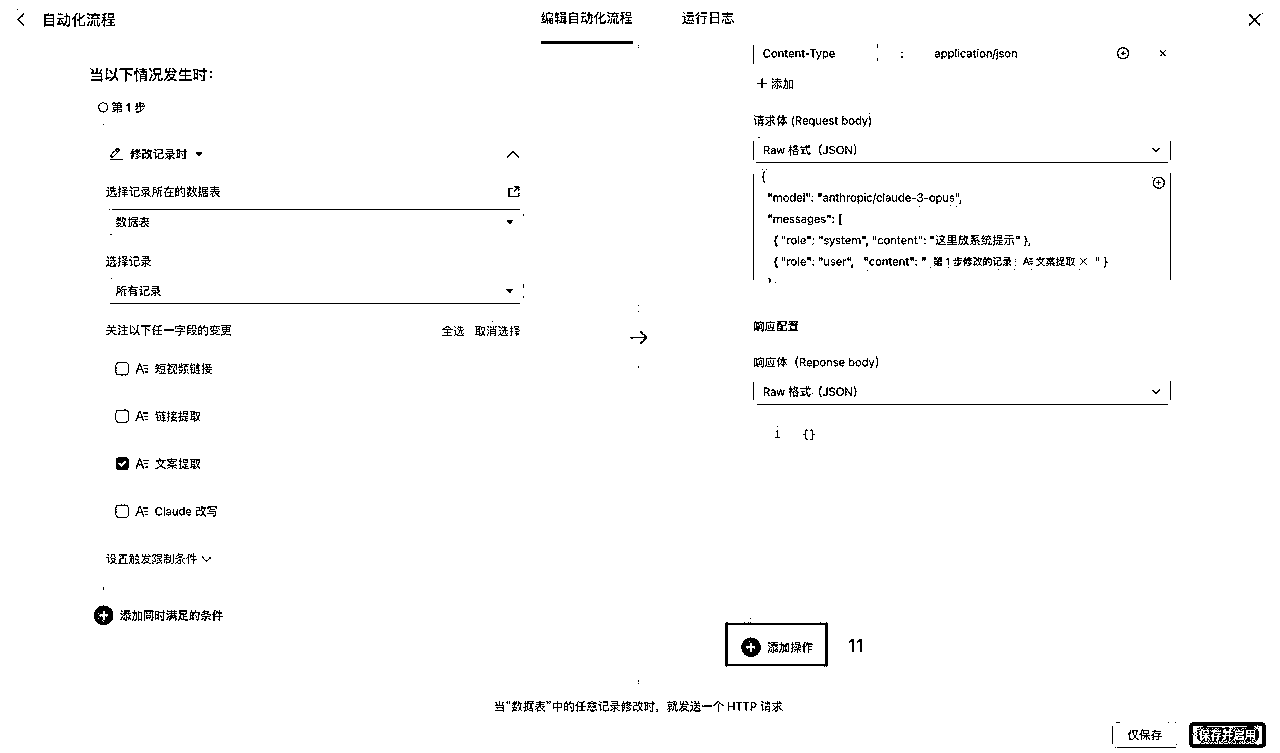 自动化流程
编辑自动化流程
运行日志
当以下情况发生时：
第 1 步
修改记录时
选择记录所在的数据表
数据表
选择记录
所有记录
关注以下任一字段的变更
全选 取消选择
短视频链接
链接提取
文案提取
Claude 改写
设置触发限制条件
添加同时满足的条件
Content-Type : application/json
添加
请求体 (Request body)
Raw 格式（JSON）
{
"model": "anthropic/claude-3-opus",
"messages": [
{ "role": "system", "content": "这里放系统提示" },
{ "role": "user", "content": " 第 1 步修改的记录： 文案提取 × " }
响应配置
响应体（Reponse body）
Raw 格式（JSON）
1 {}
添加操作
11
当“数据表”中的任意记录修改时，就发送一个 HTTP 请求
仅保存
保存并启用